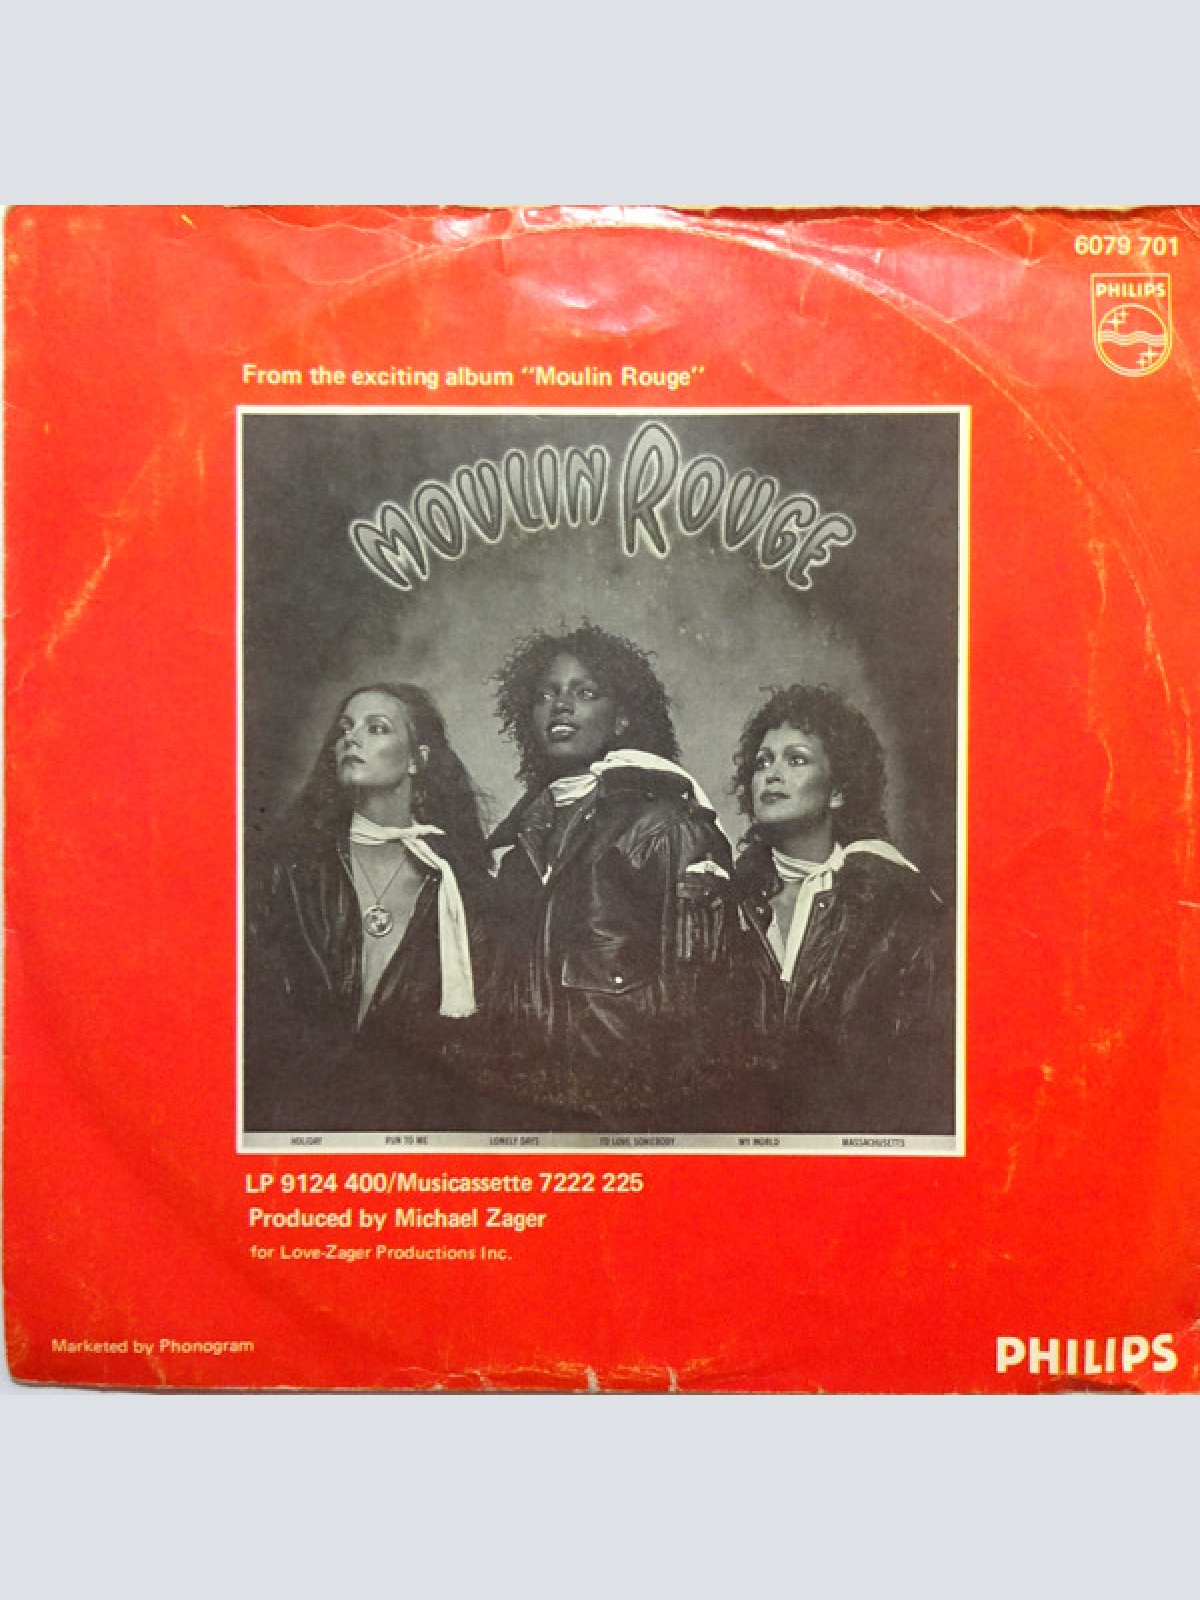 6079 701
PHILIPS
From the exciting album "Moulin Rouge"
MOULIN ROUGE
HOLIDAY RUN TO ME LONELY DAYS TO LOVE SOMEBODY MY WORLD MASSACHUSETTS
LP 9124 400/Musicassette 7222 225
Produced by Michael Zager
for Love-Zager Productions Inc.
Marketed by Phonogram
PHILIPS